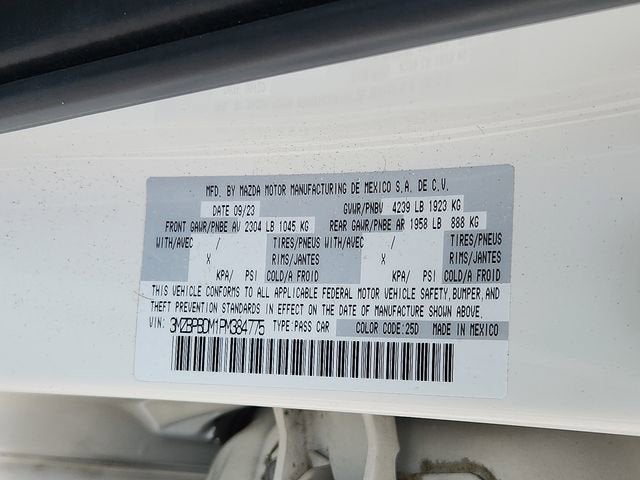 MFD. BY MAZDA MOTOR MANUFACTURING DE MEXICO S.A. DE C.V.
DATE 09/23 GVWR/PNBV 4239 LB 1923 KG
FRONT GAWR/PNBE AV 2304 LB 1045 KG REAR GAWR/PNBE AR 1958 LB 888 KG
WITH/AVEC / TIRES/PNEUS WITH/AVEC / TIRES/PNEUS
X RIMS/JANTES X RIMS/JANTES
KPA/ PSI COLD/A FROID KPA/ PSI COLD/A FROID
THIS VEHICLE CONFORMS TO ALL APPLICABLE FEDERAL MOTOR VEHICLE SAFETY, BUMPER, AND
THEFT PREVENTION STANDARDS IN EFFECT ON THE DATE OF MANUFACTURE SHOWN ABOVE.
VIN: 3MZBPBDM1PM384775 TYPE:PASS CAR COLOR CODE:25D MADE IN MEXICO